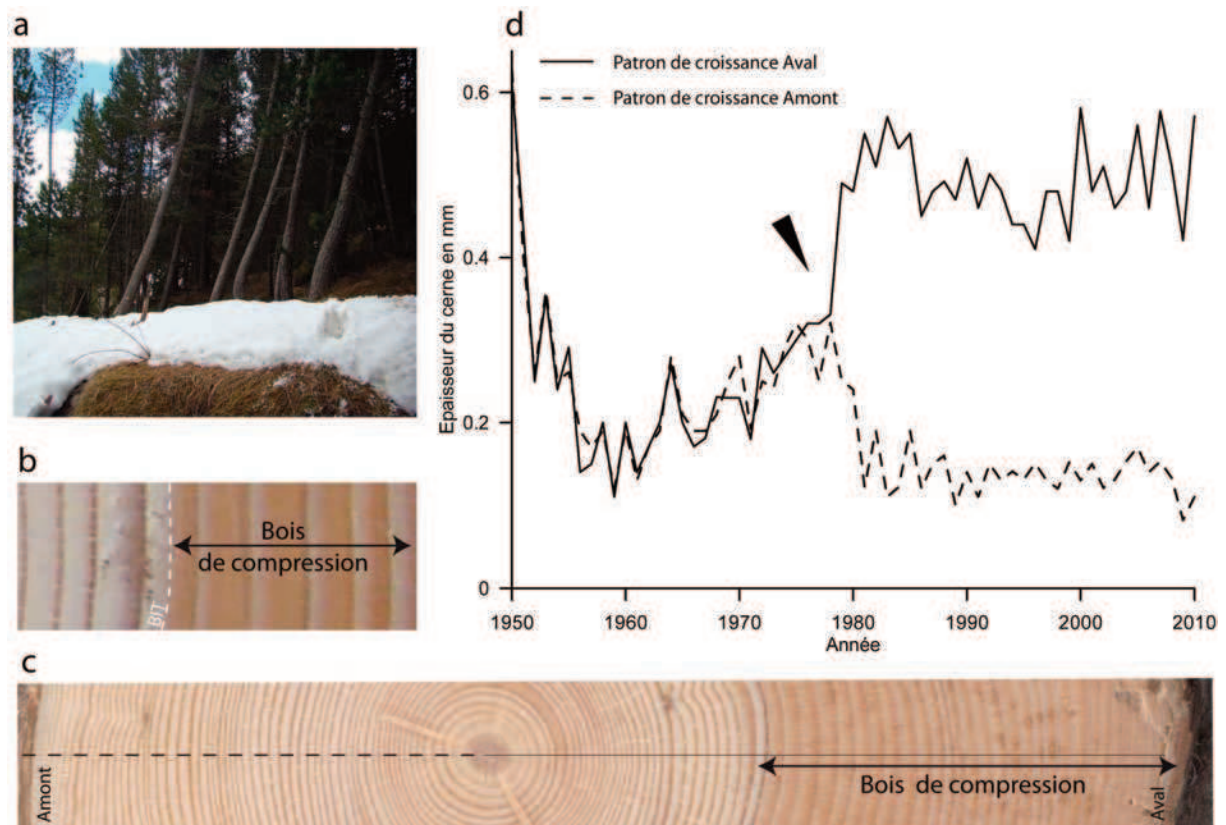 a
b
Bois
de compression
BIT
c
Amont
Bois de compression
Aval
d
Patron de croissance Aval
Patron de croissance Amont
Epaisseur du cerne en mm
0.6
0.4
0.2
0
1950
1960
1970
1980
1990
2000
2010
Année